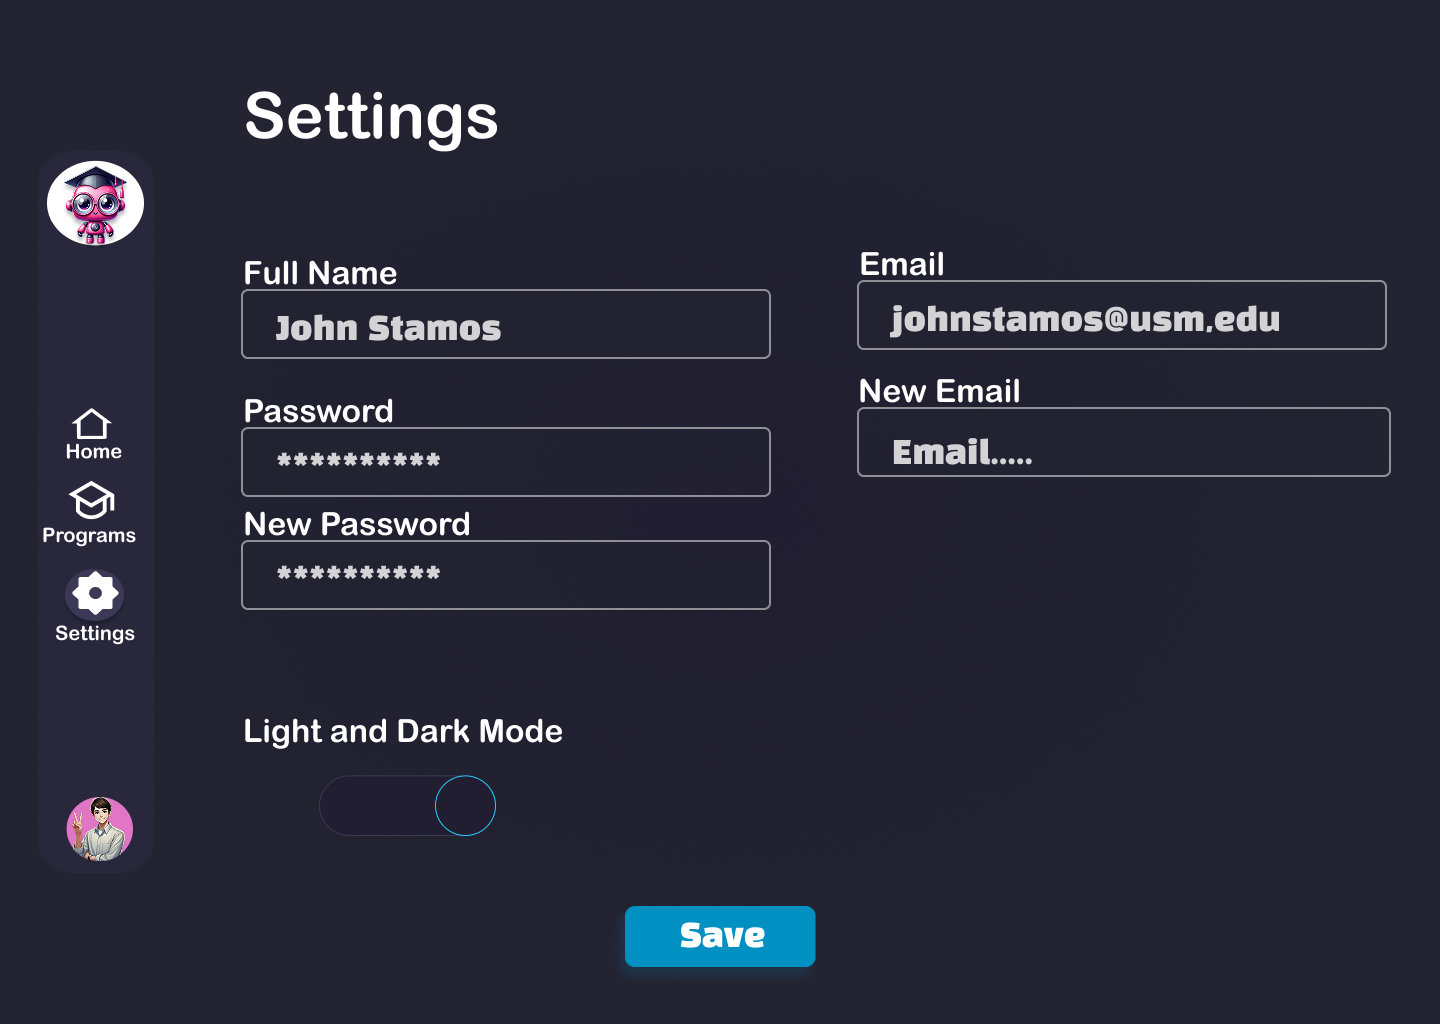 Settings
Full Name
John Stamos
Email
johnstamos@usm,edu
Password
**********
New Email
Email.....
New Password
**********
Home
Programs
Settings
Light and Dark Mode
Save